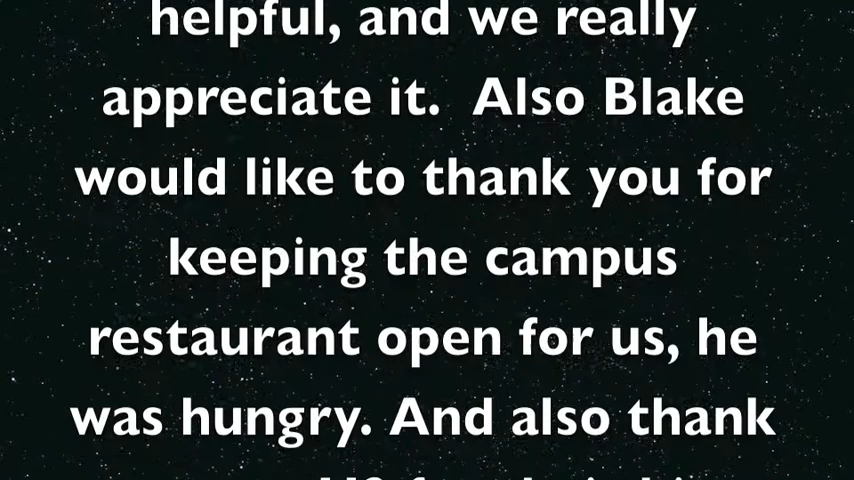 helpful, and we really
appreciate it.  Also Blake
would like to thank you for
keeping the campus
restaurant open for us, he
was hungry. And also thank